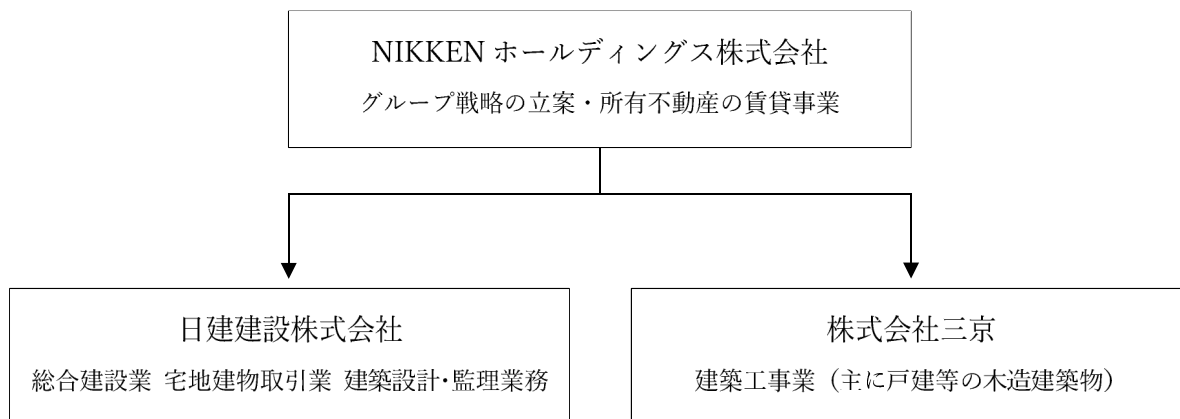 NIKKEN ホールディングス株式会社
グループ戦略の立案・所有不動産の賃貸事業
日建建設株式会社
総合建設業 宅地建物取引業 建築設計・監理業務
株式会社三京
建築工事業（主に戸建等の木造建築物）